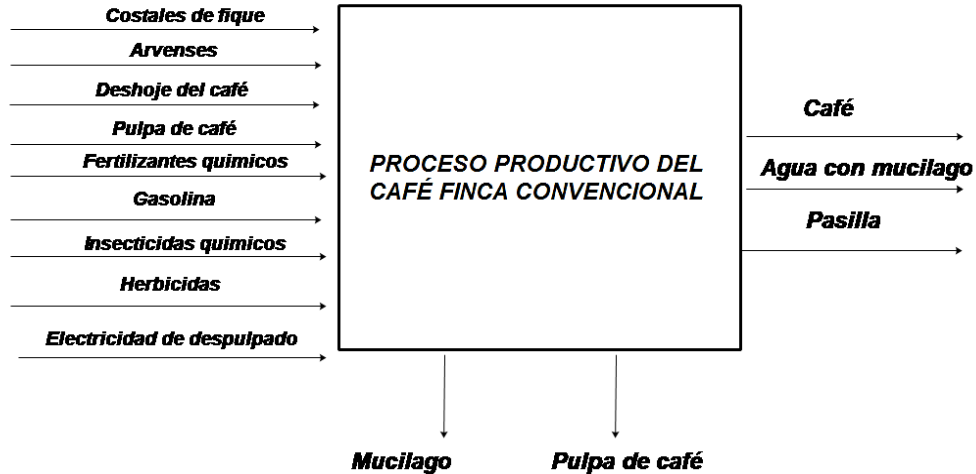 Costales de fique
Arvenses
Deshoje del café
Pulpa de café
Fertilizantes quimicos
Gasolina
Insecticidas quimicos
Herbicidas
Electricidad de despulpado
PROCESO PRODUCTIVO DEL
CAFÉ FINCA CONVENCIONAL
Café
Agua con mucilago
Pasilla
Mucilago
Pulpa de café